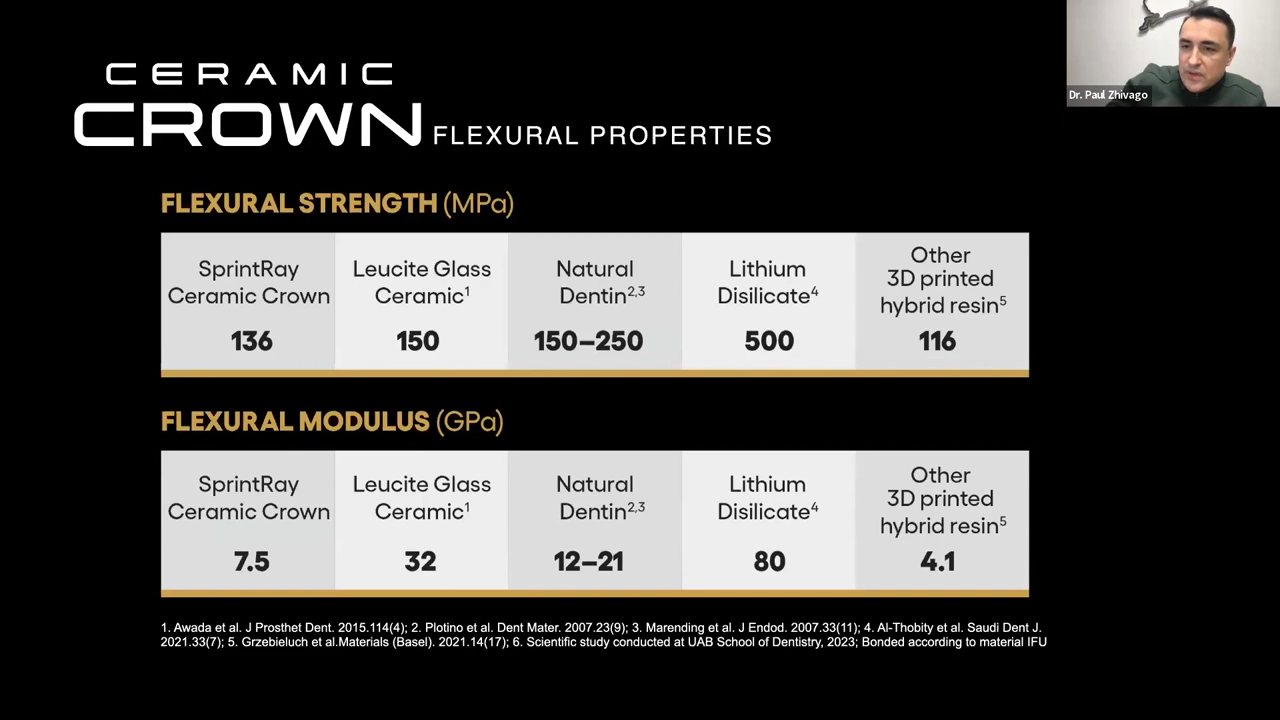 Dr. Paul Zhivago
CERAMIC
CROWN FLEXURAL PROPERTIES
FLEXURAL STRENGTH (MPa)
SprintRay
Ceramic Crown
136
Leucite Glass
Ceramic¹
150
Natural
Dentin²,³
150–250
Lithium
Disilicate⁴
500
Other
3D printed
hybrid resin⁵
116
FLEXURAL MODULUS (GPa)
SprintRay
Ceramic Crown
7.5
Leucite Glass
Ceramic¹
32
Natural
Dentin²,³
12–21
Lithium
Disilicate⁴
80
Other
3D printed
hybrid resin⁵
4.1
1. Awada et al. J Prosthet Dent. 2015.114(4); 2. Plotino et al. Dent Mater. 2007.23(9); 3. Marending et al. J Endod. 2007.33(11); 4. Al-Thobity et al. Saudi Dent J.
2021.33(7); 5. Grzebieluch et al.Materials (Basel). 2021.14(17); 6. Scientific study conducted at UAB School of Dentistry, 2023; Bonded according to material IFU